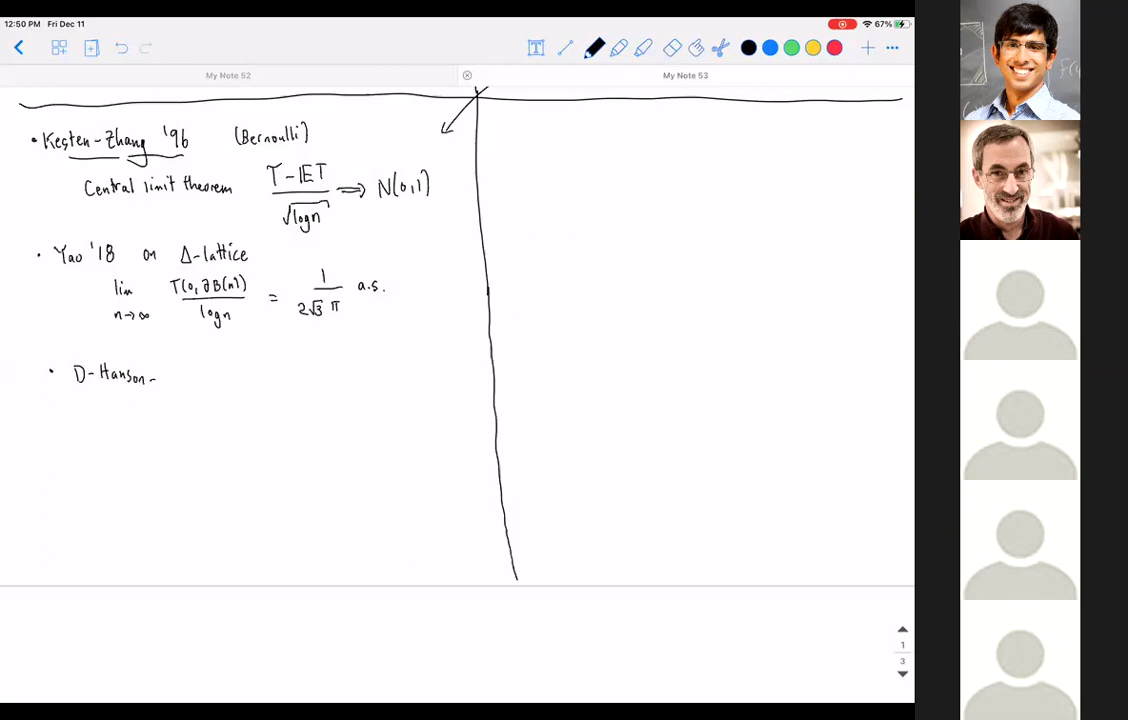 12:50 PM Fri Dec 11
67%
My Note 52
My Note 53
• Kesten-Zhang '96 (Bernoulli)
Central limit theorem (T - 𝔼T)/√(log n) ⟹ N(0,1)
• Yao '18 on Δ-lattice
lim n→∞ T(0,∂B(n))/log n = 1/(2√3 π) a.s.
• D-Hanson-
1
3